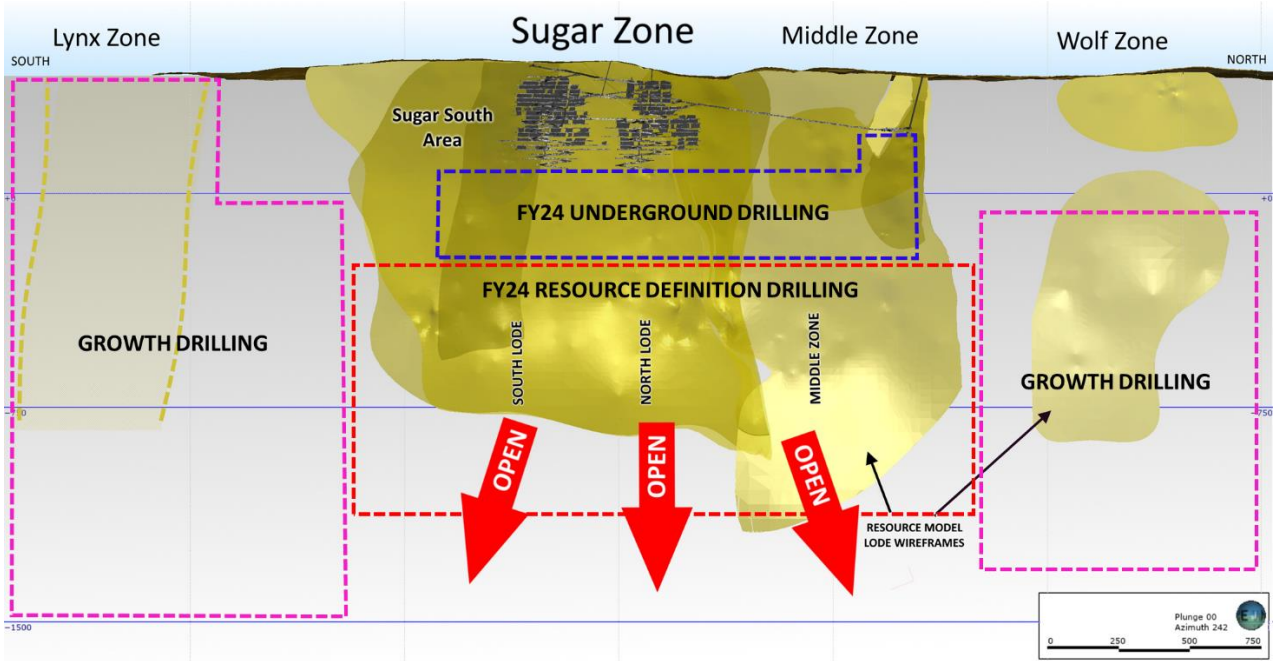 Lynx Zone
Sugar Zone
Middle Zone
Wolf Zone
SOUTH
NORTH
Sugar South
Area
+0
FY24 UNDERGROUND DRILLING
FY24 RESOURCE DEFINITION DRILLING
GROWTH DRILLING
SOUTH LODE
NORTH LODE
MIDDLE ZONE
GROWTH DRILLING
OPEN
OPEN
OPEN
RESOURCE MODEL
LODE WIREFRAMES
-1500
Plunge 00
Azimuth 242
0 250 500 750